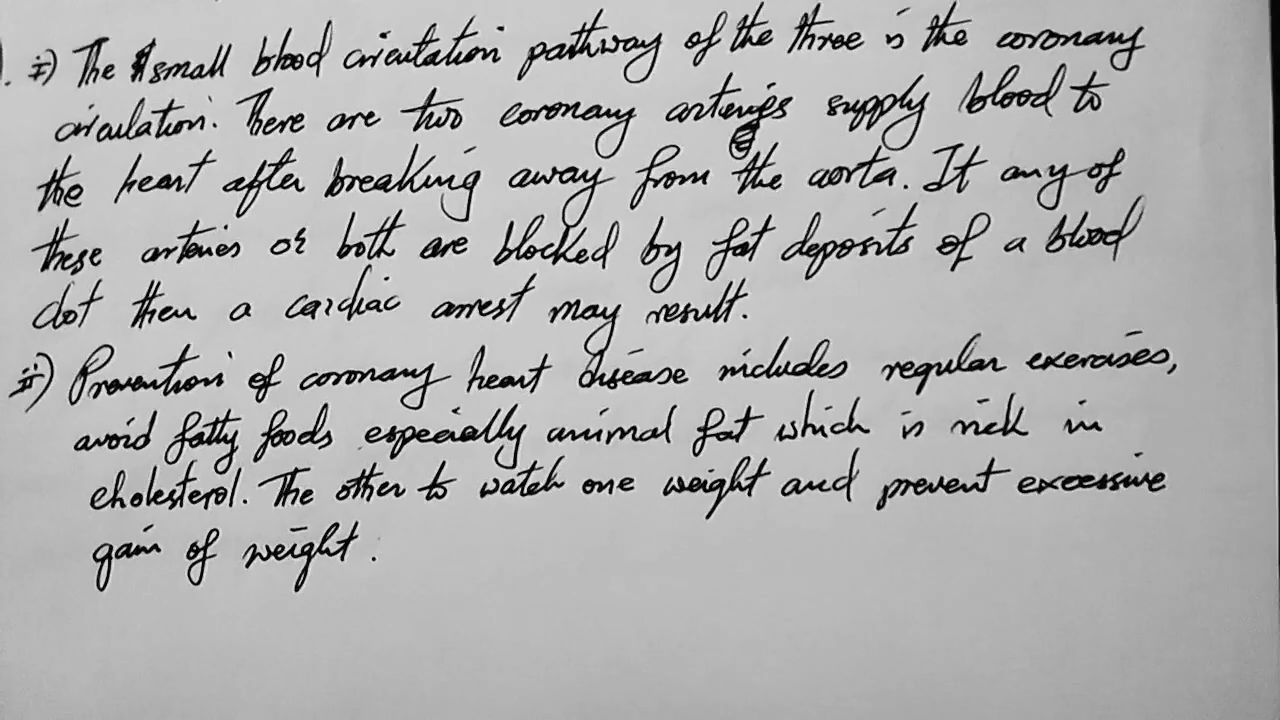 . i) The small blood circulation pathway of the three is the coronary
circulation. There are two coronary arteries supply blood to
the heart after breaking away from the aorta. If any of
these arteries or both are blocked by fat deposits of a blood
clot then a cardiac arrest may result.
ii) Prevention of coronary heart disease includes regular exercises,
avoid fatty foods especially animal fat which is rick in
cholesterol. The other to watch one weight and prevent excessive
gain of weight.